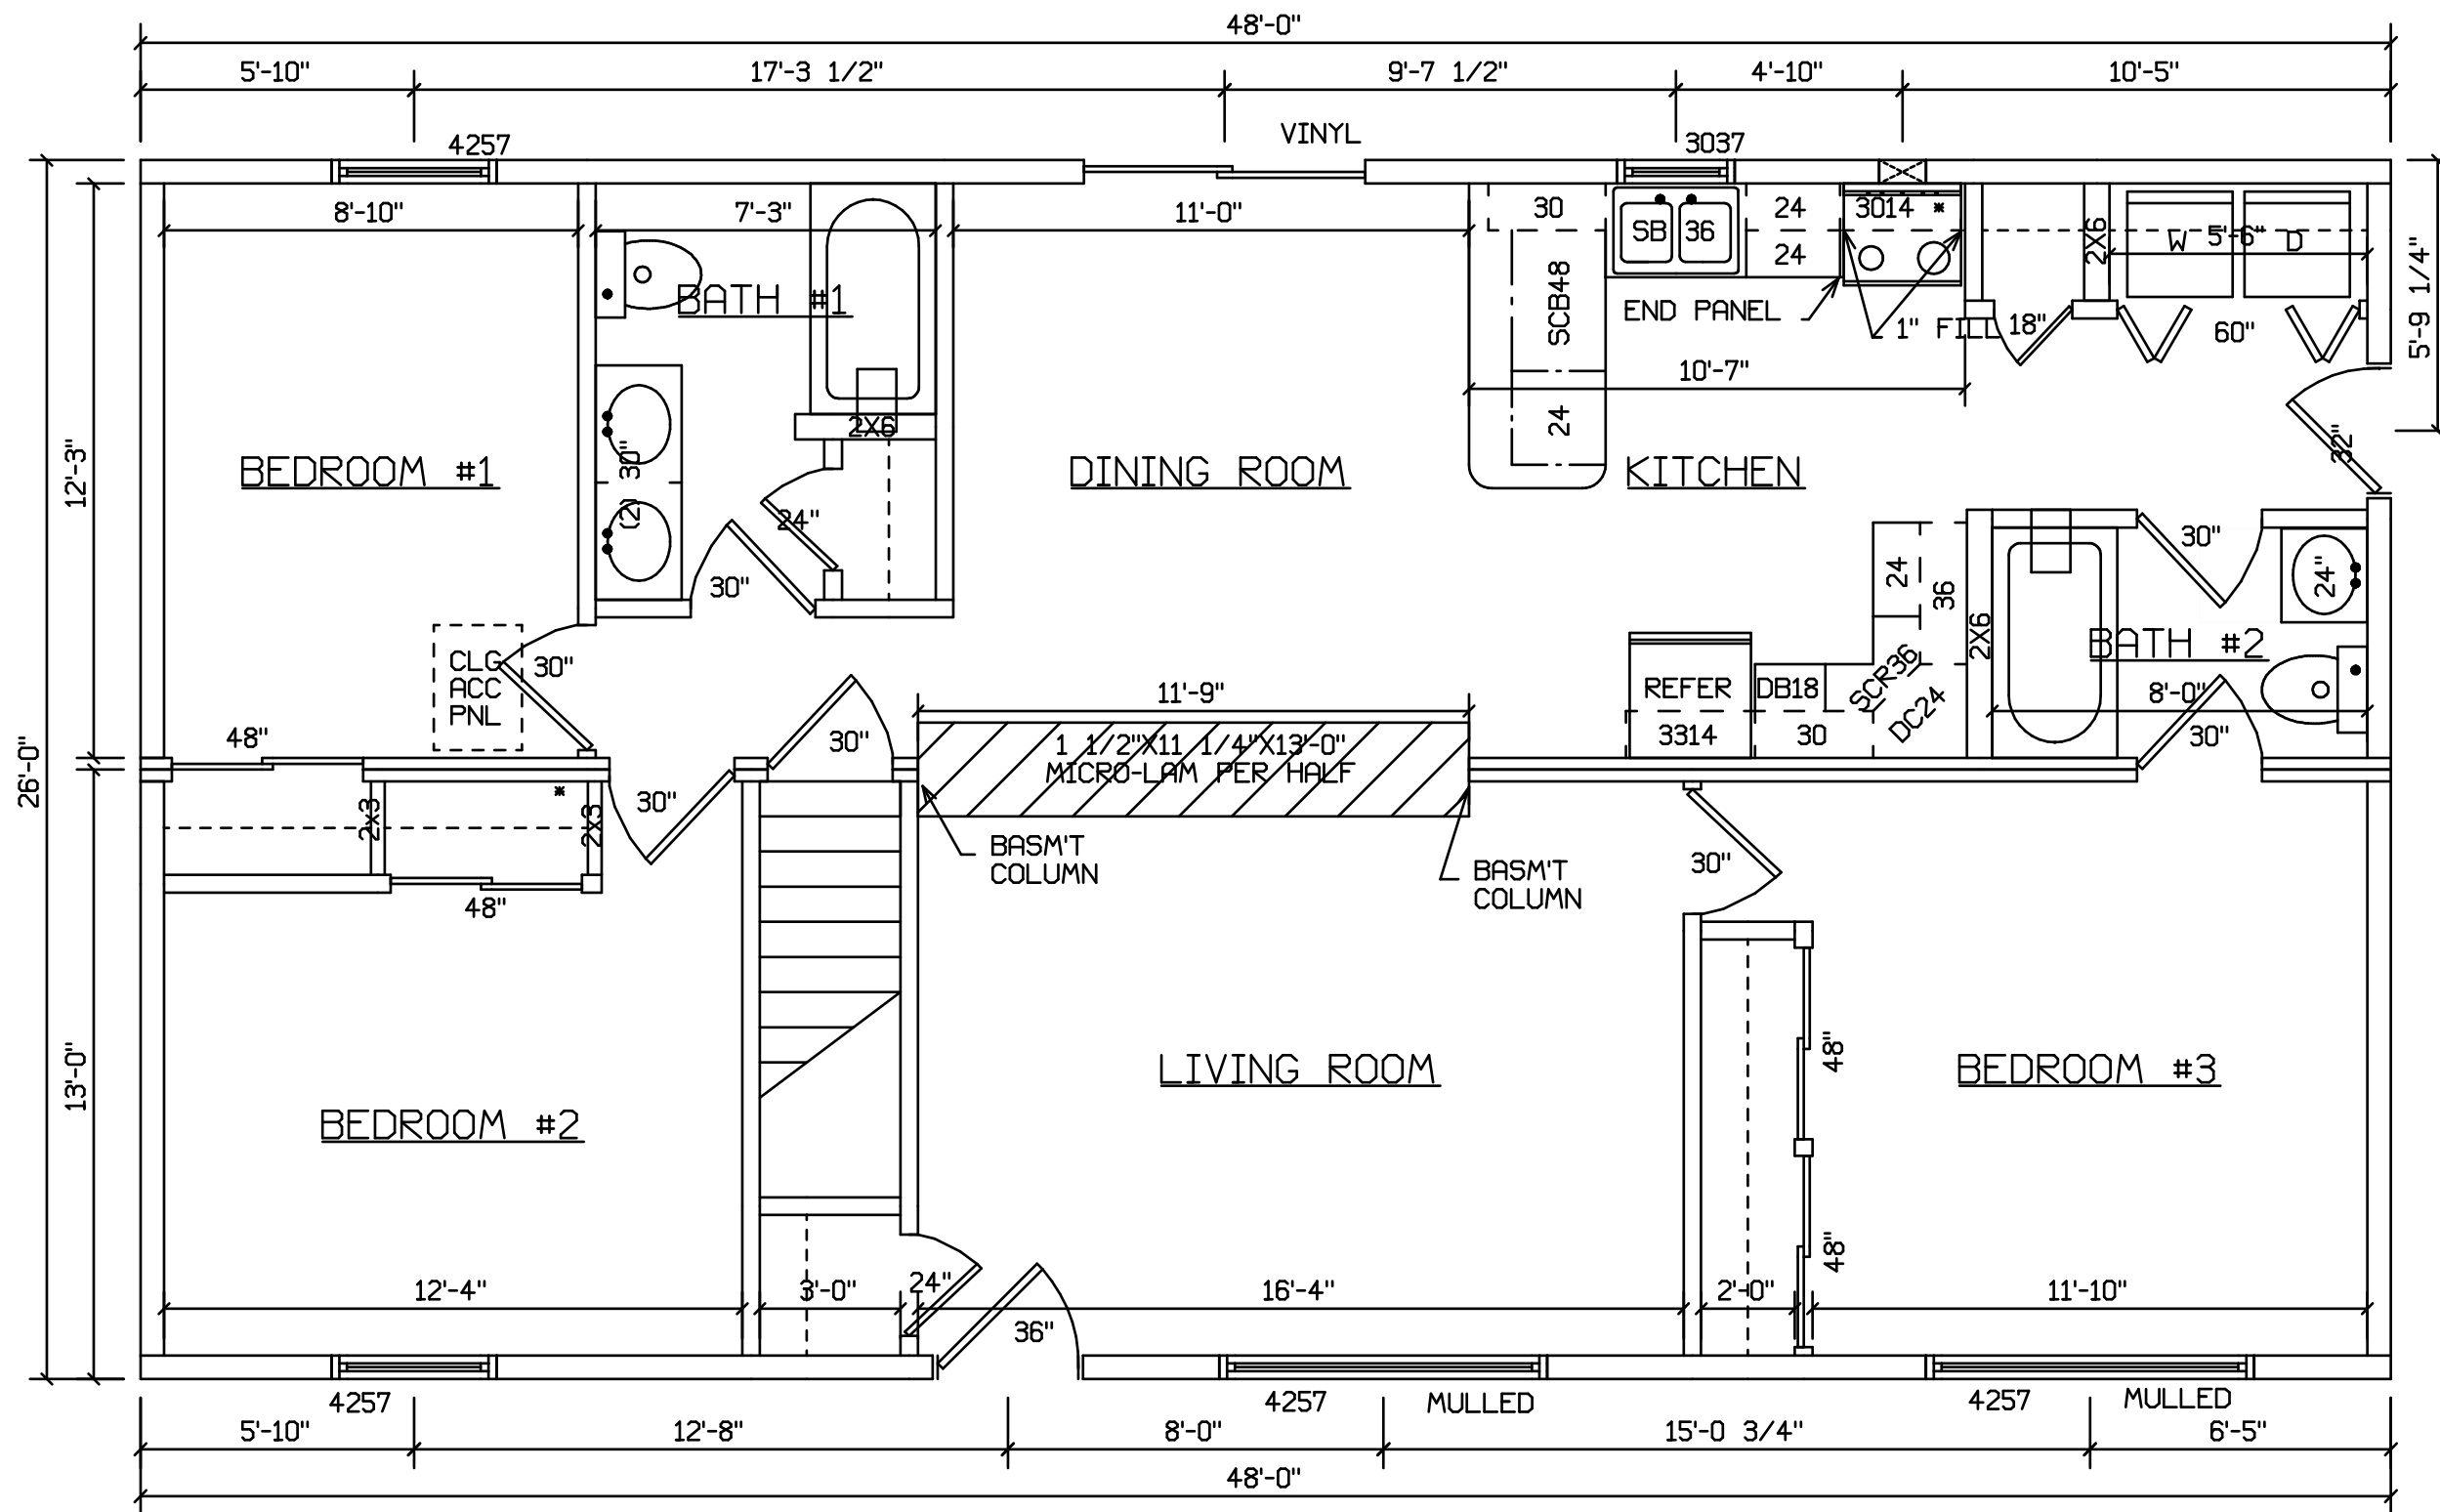 48'-0"
5'-10"
17'-3 1/2"
9'-7 1/2"
4'-10"
10'-5"
4257
VINYL
3037
8'-10"
7'-3"
11'-0"
30
SB 36
24
24
3014
*
2X6
W
5'-6"
D
5'-9 1/4"
BATH #1
SCB48
END PANEL
1" FILL
18"
60"
10'-7"
24
2X6
32"
12'-3"
BEDROOM #1
(2) 30"
DINING ROOM
KITCHEN
24"
30"
30"
24
36
24"
2X6
BATH #2
CLG
ACC
PNL
30"
REFER
DB18
SCR36
DC24
8'-0"
11'-9"
48"
30"
1 1/2"X11 1/4"X13'-0"
MICRO-LAM PER HALF
3314
30
30"
26'-0"
*
30"
2x3
2x3
BASM'T
COLUMN
BASM'T
COLUMN
30"
48"
13'-0"
LIVING ROOM
BEDROOM #3
48"
BEDROOM #2
48"
12'-4"
3'-0"
24"
16'-4"
2'-0"
11'-10"
36"
4257
4257
MULLED
4257
MULLED
5'-10"
12'-8"
8'-0"
15'-0 3/4"
6'-5"
48'-0"